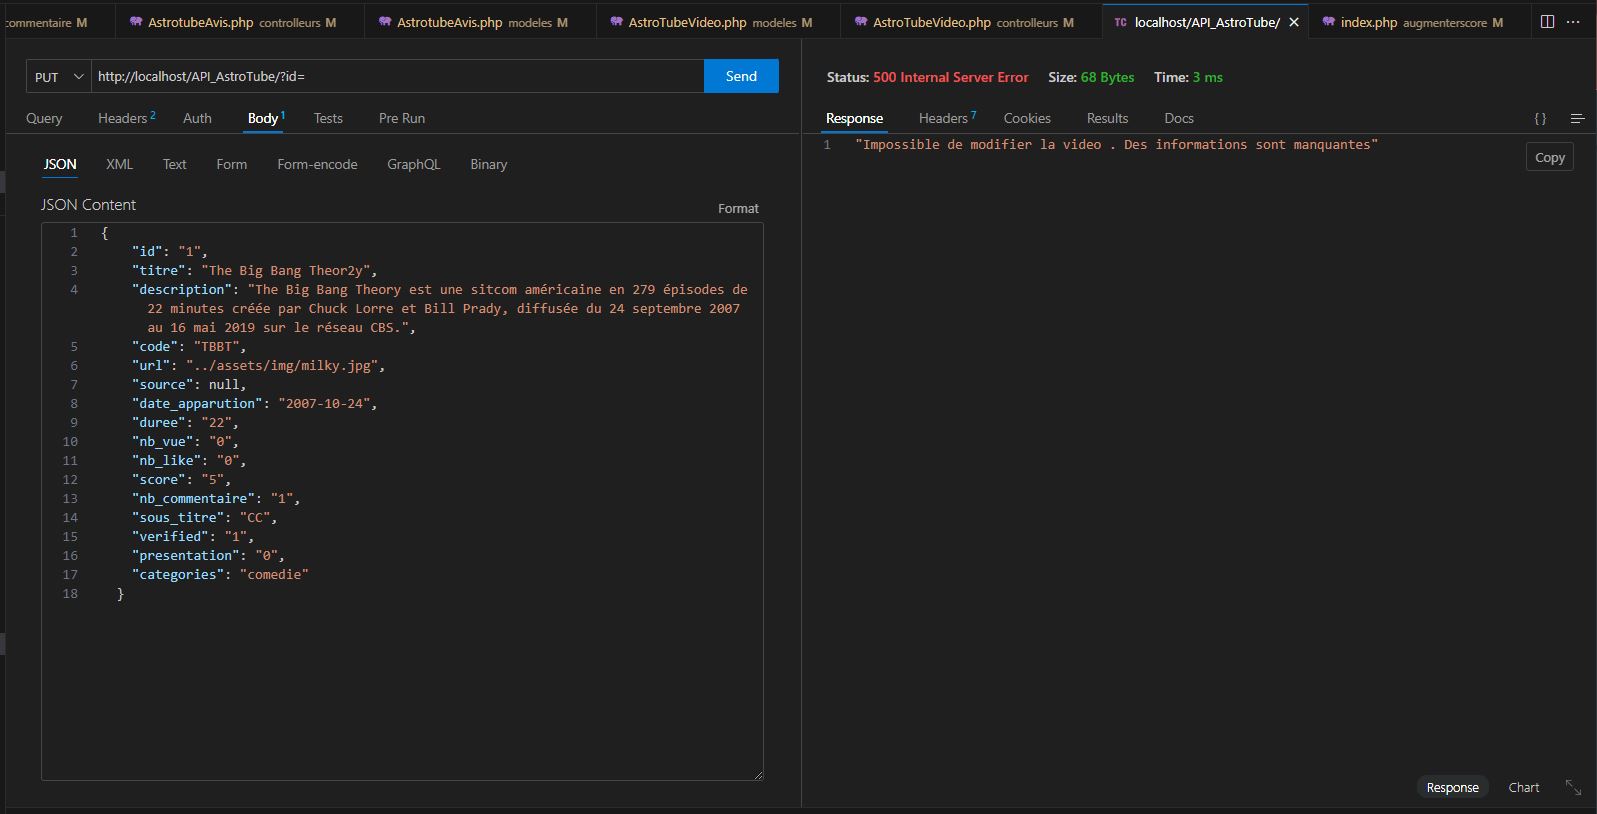 commentaire M
AstrotubeAvis.php controlleurs M
AstrotubeAvis.php modeles M
AstroTubeVideo.php modeles M
AstroTubeVideo.php controlleurs M
TC localhost/API_AstroTube/
index.php augmenterscore M
PUT
http://localhost/API_AstroTube/?id=
Send
Query Headers 2 Auth Body 1 Tests Pre Run
JSON XML Text Form Form-encode GraphQL Binary
JSON Content
Format
1 {
2 "id": "1",
3 "titre": "The Big Bang Theor2y",
4 "description": "The Big Bang Theory est une sitcom américaine en 279 épisodes de
22 minutes créée par Chuck Lorre et Bill Prady, diffusée du 24 septembre 2007
au 16 mai 2019 sur le réseau CBS.",
5 "code": "TBBT",
6 "url": "../assets/img/milky.jpg",
7 "source": null,
8 "date_apparution": "2007-10-24",
9 "duree": "22",
10 "nb_vue": "0",
11 "nb_like": "0",
12 "score": "5",
13 "nb_commentaire": "1",
14 "sous_titre": "CC",
15 "verified": "1",
16 "presentation": "0",
17 "categories": "comedie"
18 }
Status: 500 Internal Server Error Size: 68 Bytes Time: 3 ms
Response Headers 7 Cookies Results Docs
{ }
1 "Impossible de modifier la video . Des informations sont manquantes"
Copy
Response Chart